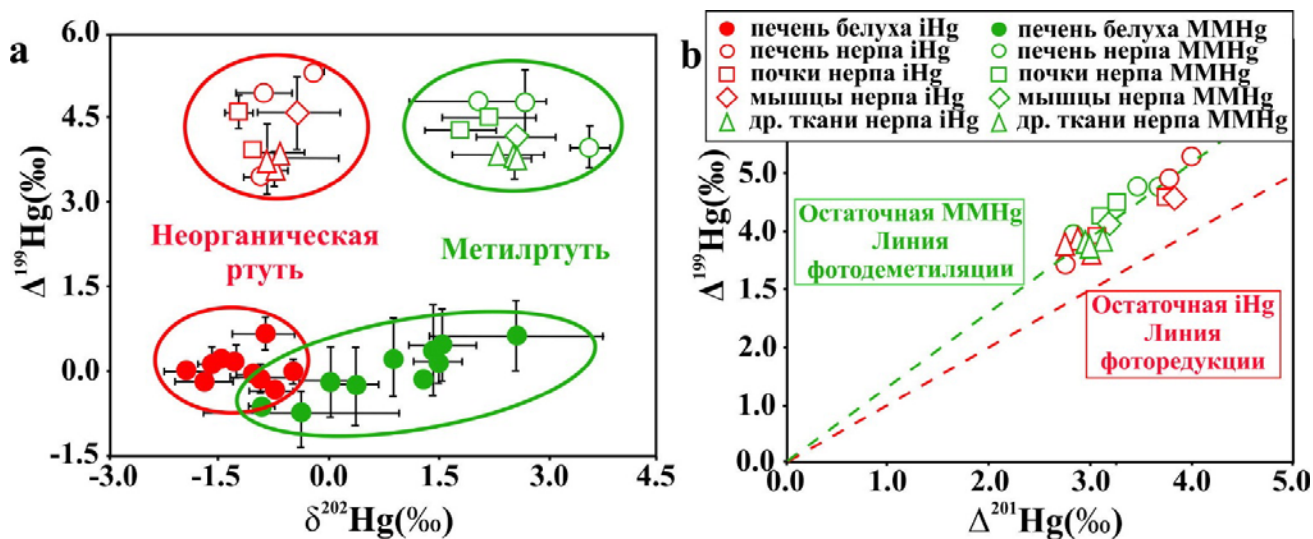 a
6.0
4.5
3.0
1.5
0.0
-1.5
Δ¹⁹⁹Hg(‰)
Неорганическая
ртуть
Метилртуть
-3.0 -1.5 0.0 1.5 3.0 4.5
δ²⁰²Hg(‰)
b
печень белуха iHg печень белуха MMHg
печень нерпа iHg печень нерпа MMHg
почки нерпа iHg почки нерпа MMHg
мышцы нерпа iHg мышцы нерпа MMHg
др. ткани нерпа iHg др. ткани нерпа MMHg
5.0
4.0
1.5
2.0
1.0
0.0
Δ¹⁹⁹Hg(‰)
Остаточная MMHg
Линия
фотодеметиляции
Остаточная iHg
Линия
фоторедукции
0.0 1.0 2.0 3.0 4.0 5.0
Δ²⁰¹Hg(‰)